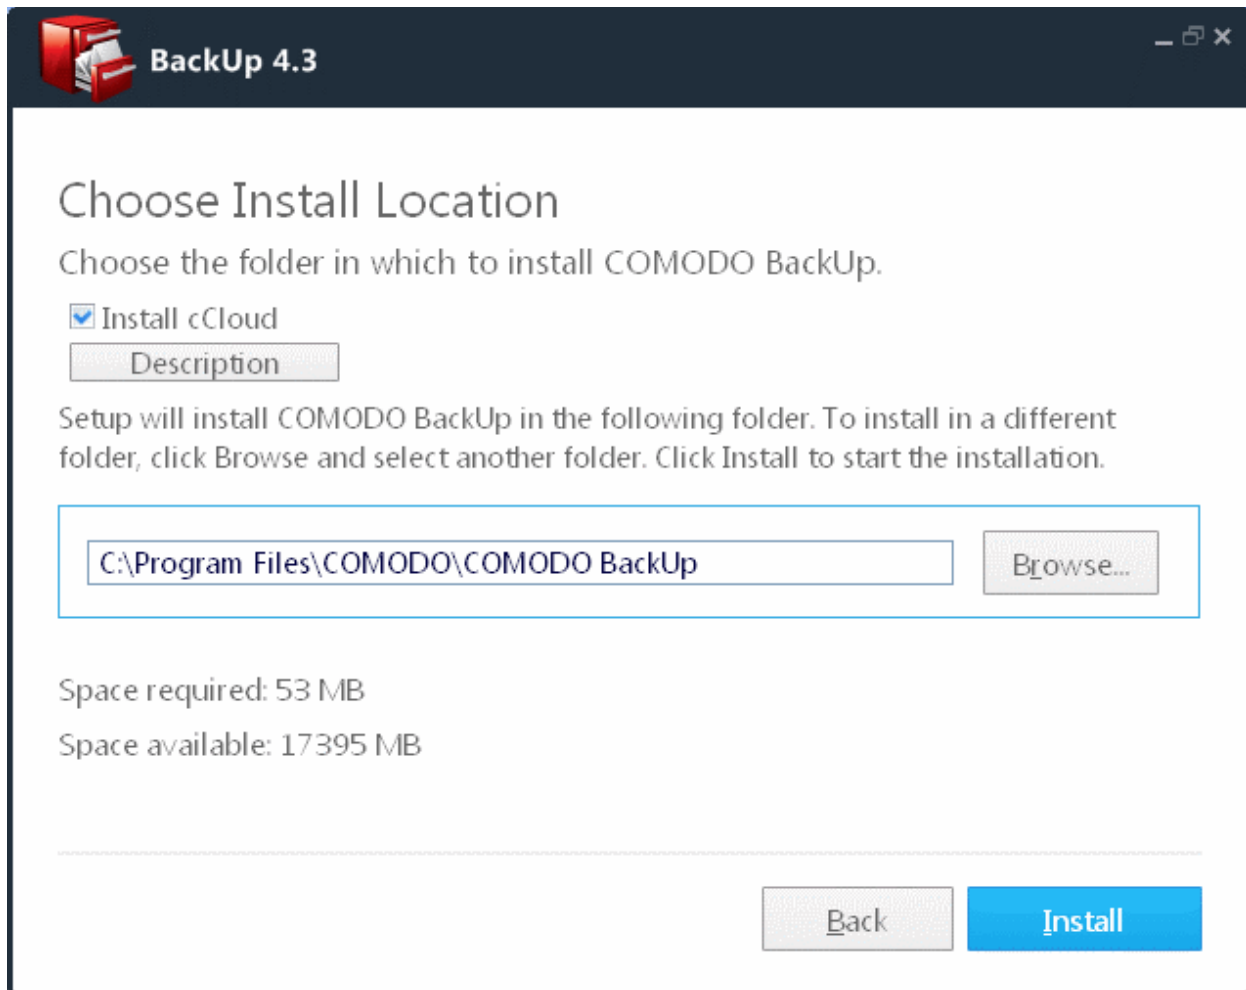 BackUp 4.3
Choose Install Location
Choose the folder in which to install COMODO BackUp.
Install cCloud
Description
Setup will install COMODO BackUp in the following folder. To install in a different
folder, click Browse and select another folder. Click Install to start the installation.
C:\Program Files\COMODO\COMODO BackUp
Browse...
Space required: 53 MB
Space available: 17395 MB
Back
Install